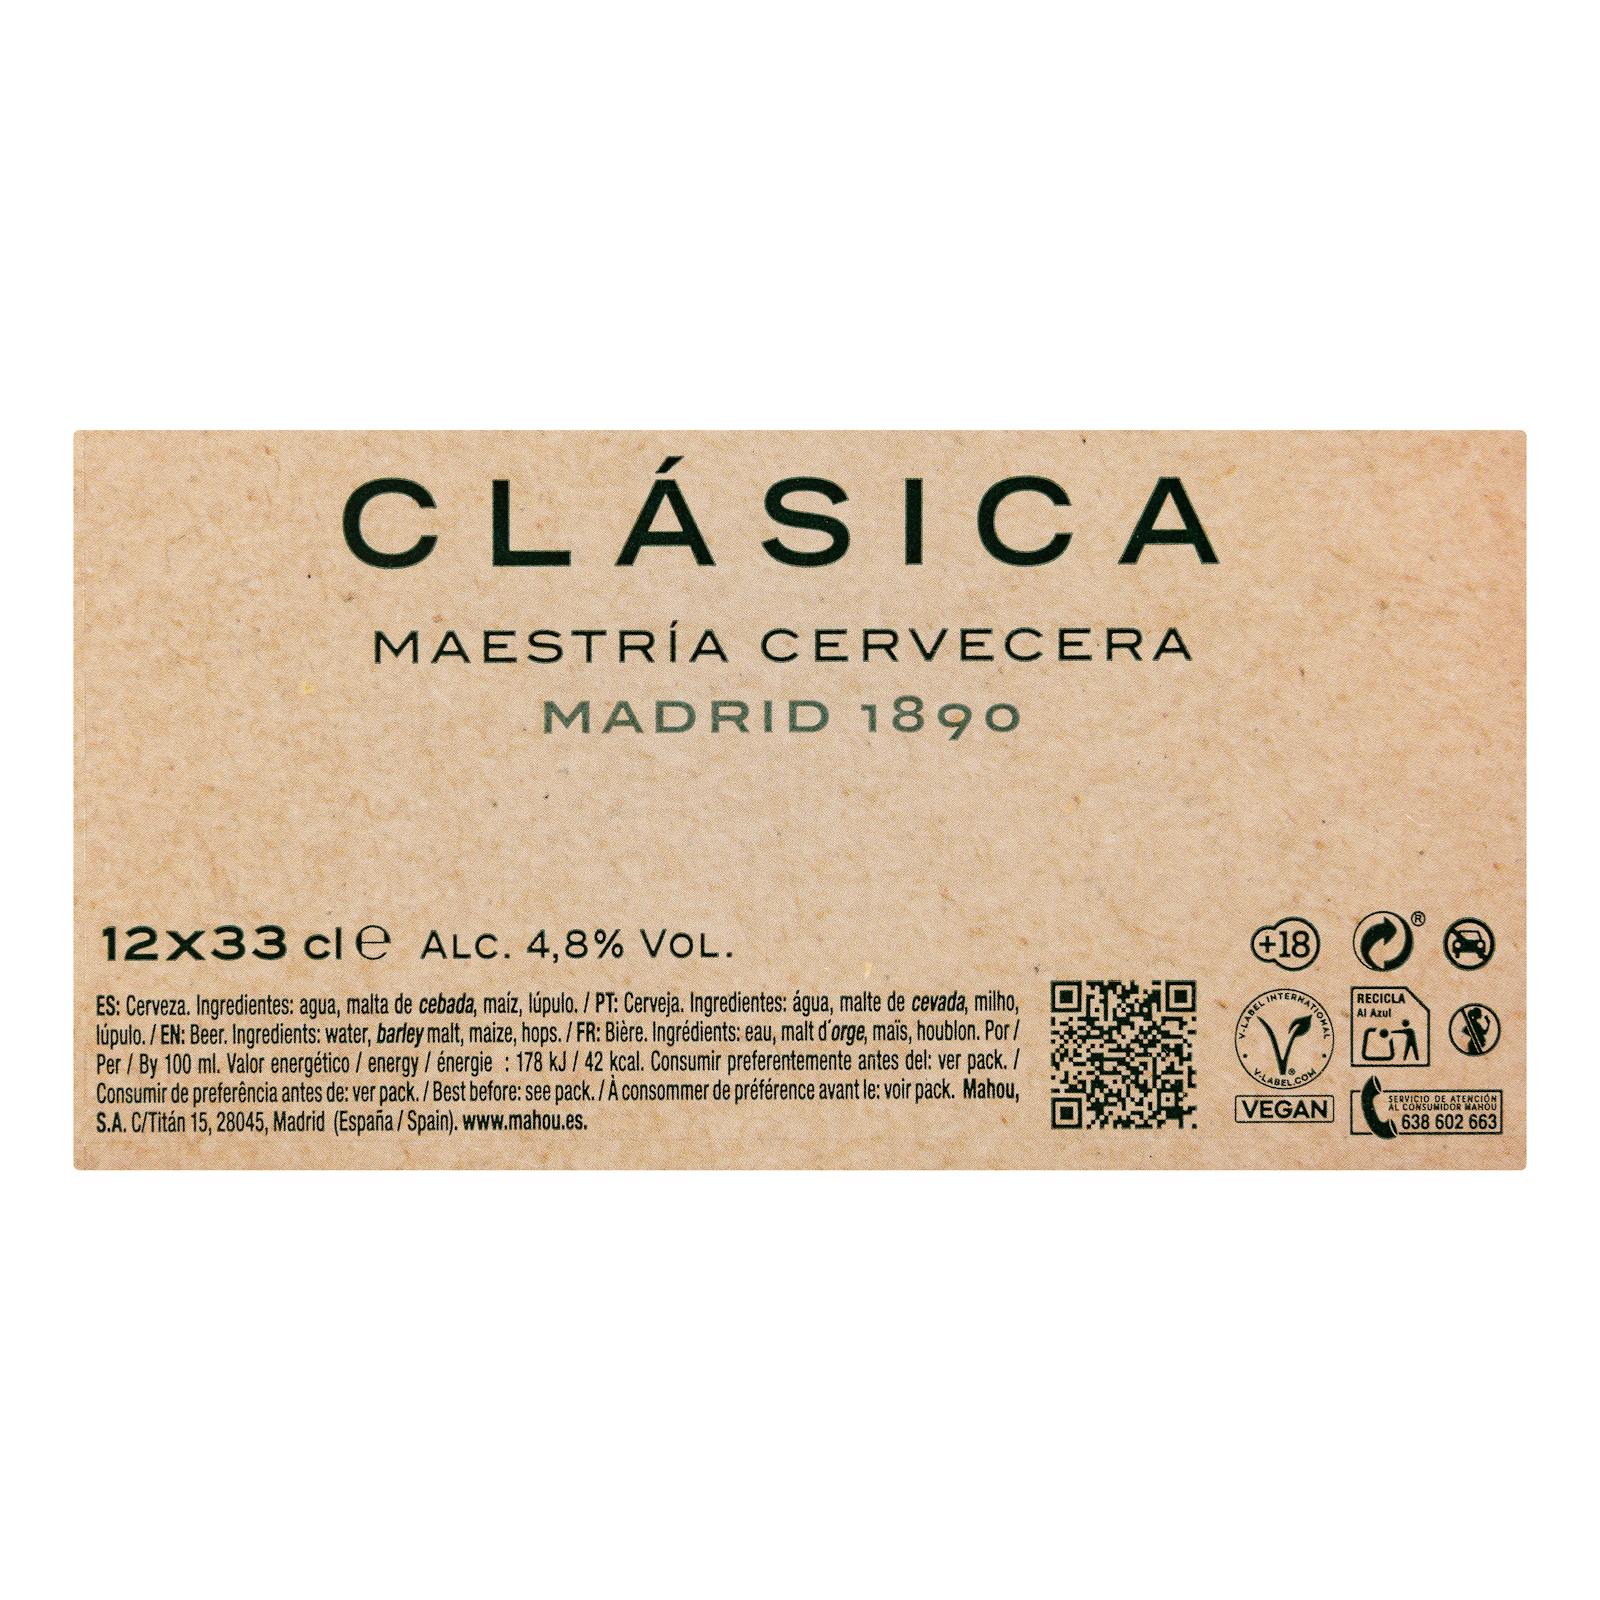 CLÁSICA
MAESTRÍA CERVECERA
MADRID 1890
12x33 cl ℮ ALC. 4,8% VOL.
ES: Cerveza. Ingredientes: agua, malta de cebada, maíz, lúpulo. / PT: Cerveja. Ingredientes: água, malte de cevada, milho,
lúpulo. / EN: Beer. Ingredients: water, barley malt, maize, hops. / FR: Bière. Ingrédients: eau, malt d'orge, maïs, houblon. Por /
Per / By 100 ml. Valor energético / energy / énergie : 178 kJ / 42 kcal. Consumir preferentemente antes del: ver pack. /
Consumir de preferência antes de: ver pack. / Best before: see pack. / À consommer de préférence avant le: voir pack. Mahou,
S.A. C/Titán 15, 28045, Madrid (España / Spain). www.mahou.es.
+18
®
V-LABEL INTERNATIONAL
®
V-LABEL.COM
VEGAN
RECICLA
Al Azul
SERVICIO DE ATENCIÓN
AL CONSUMIDOR MAHOU
638 602 663